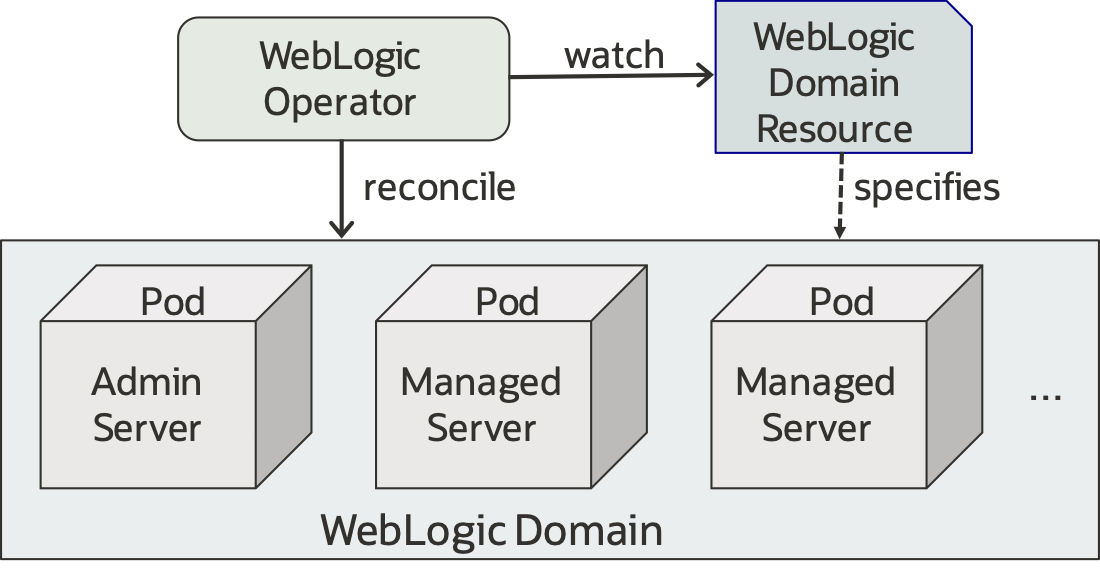 WebLogic
Operator
watch
WebLogic
Domain
Resource
reconcile
specifies
Pod
Admin
Server
Pod
Managed
Server
Pod
Managed
Server
...
WebLogic Domain